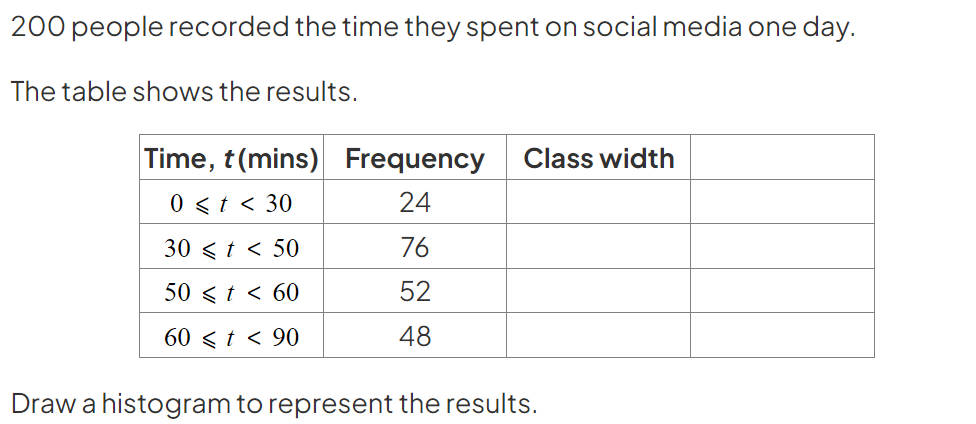 200 people recorded the time they spent on social media one day.
The table shows the results.
Time, t (mins) Frequency Class width
0 ⩽ t < 30 24
30 ⩽ t < 50 76
50 ⩽ t < 60 52
60 ⩽ t < 90 48
Draw a histogram to represent the results.